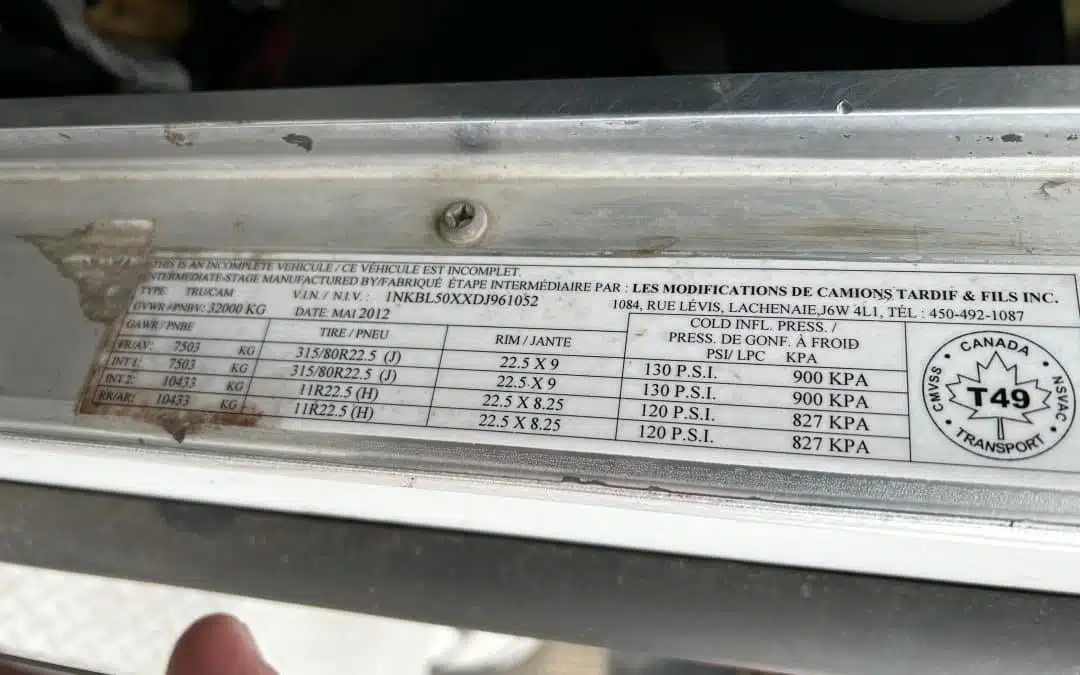 THIS IS AN INCOMPLETE VEHICULE / CE VÉHICULE EST INCOMPLET.
INTERMEDIATE-STAGE MANUFACTURED BY/FABRIQUÉ ÉTAPE INTERMÉDIAIRE PAR : LES MODIFICATIONS DE CAMIONS TARDIF & FILS INC.
TYPE TRU/CAM V.I.N. / N.I.V. : 1NKBL50XXDJ961052 1084, RUE LÉVIS, LACHENAIE,J6W 4L1, TÉL : 450-492-1087
GVWR #PNBV: 32000 KG DATE: MAI 2012
GAWR / PNBE TIRE / PNEU RIM / JANTE COLD INFL. PRESS. /
PRESS. DE GONF. À FROID
PSI/ LPC KPA
FR/AV: 7503 KG 315/80R22.5 (J) 22.5 X 9 130 P.S.I. 900 KPA
INT 1: 7503 KG 315/80R22.5 (J) 22.5 X 9 130 P.S.I. 900 KPA
INT 2: 10433 KG 11R22.5 (H) 22.5 X 8.25 120 P.S.I. 827 KPA
RR/AR: 10433 KG 11R22.5 (H) 22.5 X 8.25 120 P.S.I. 827 KPA
CANADA
CMVSS T49 NSVAC
TRANSPORT